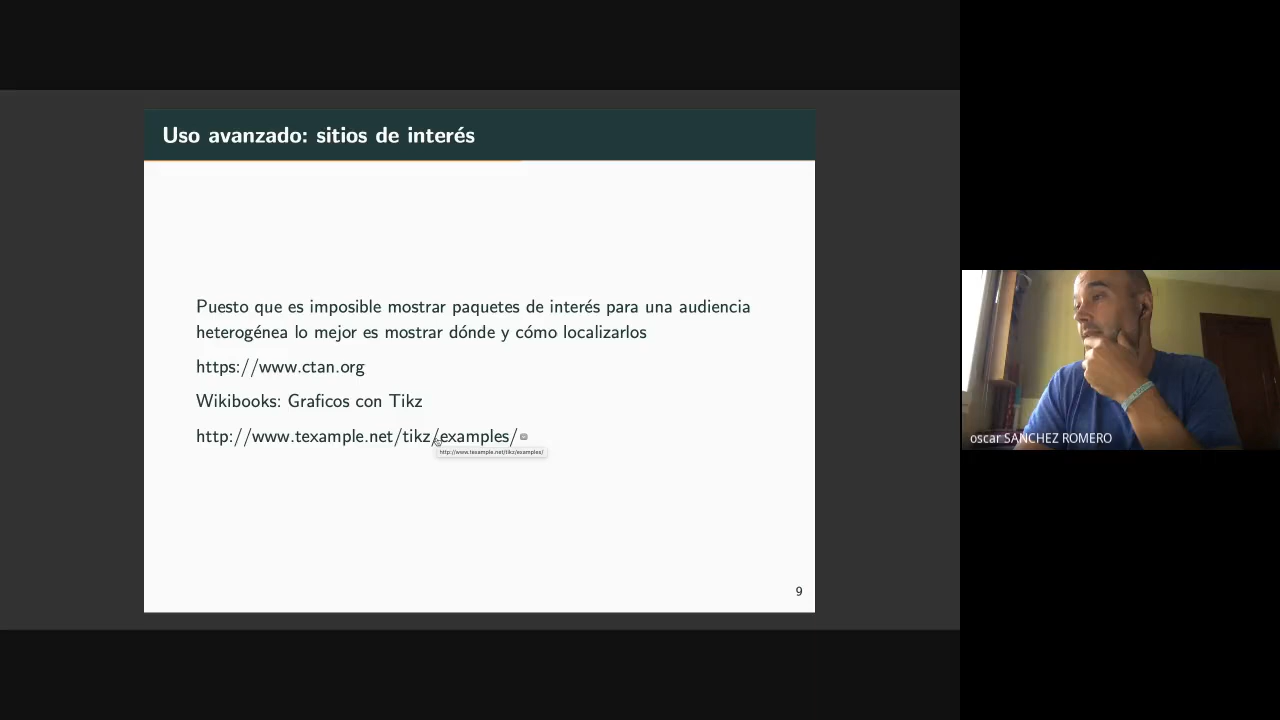 Uso avanzado: sitios de interés
Puesto que es imposible mostrar paquetes de interés para una audiencia
heterogénea lo mejor es mostrar dónde y cómo localizarlos
https://www.ctan.org
Wikibooks: Graficos con Tikz
http://www.texample.net/tikz/examples/
http://www.texample.net/tikz/examples/
9
oscar SANCHEZ ROMERO